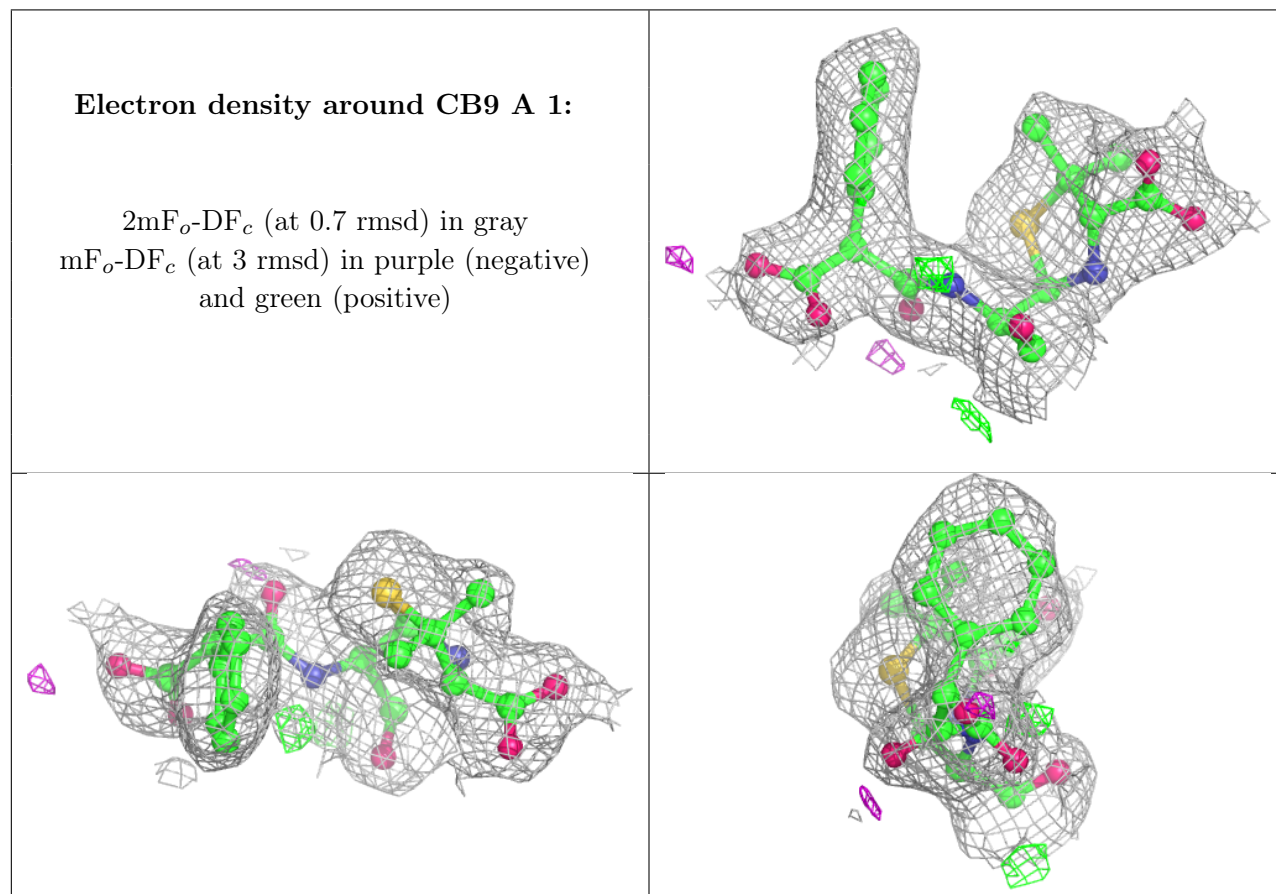 Electron density around CB9 A 1:
2mFo-DFc (at 0.7 rmsd) in gray
mFo-DFc (at 3 rmsd) in purple (negative)
and green (positive)